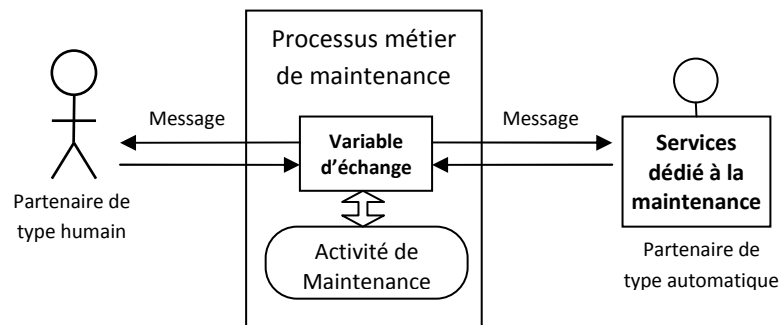 Processus métier
de maintenance
Message
Message
Variable
d’échange
Services
dédié à la
maintenance
Partenaire de
type humain
Activité de
Maintenance
Partenaire de
type automatique